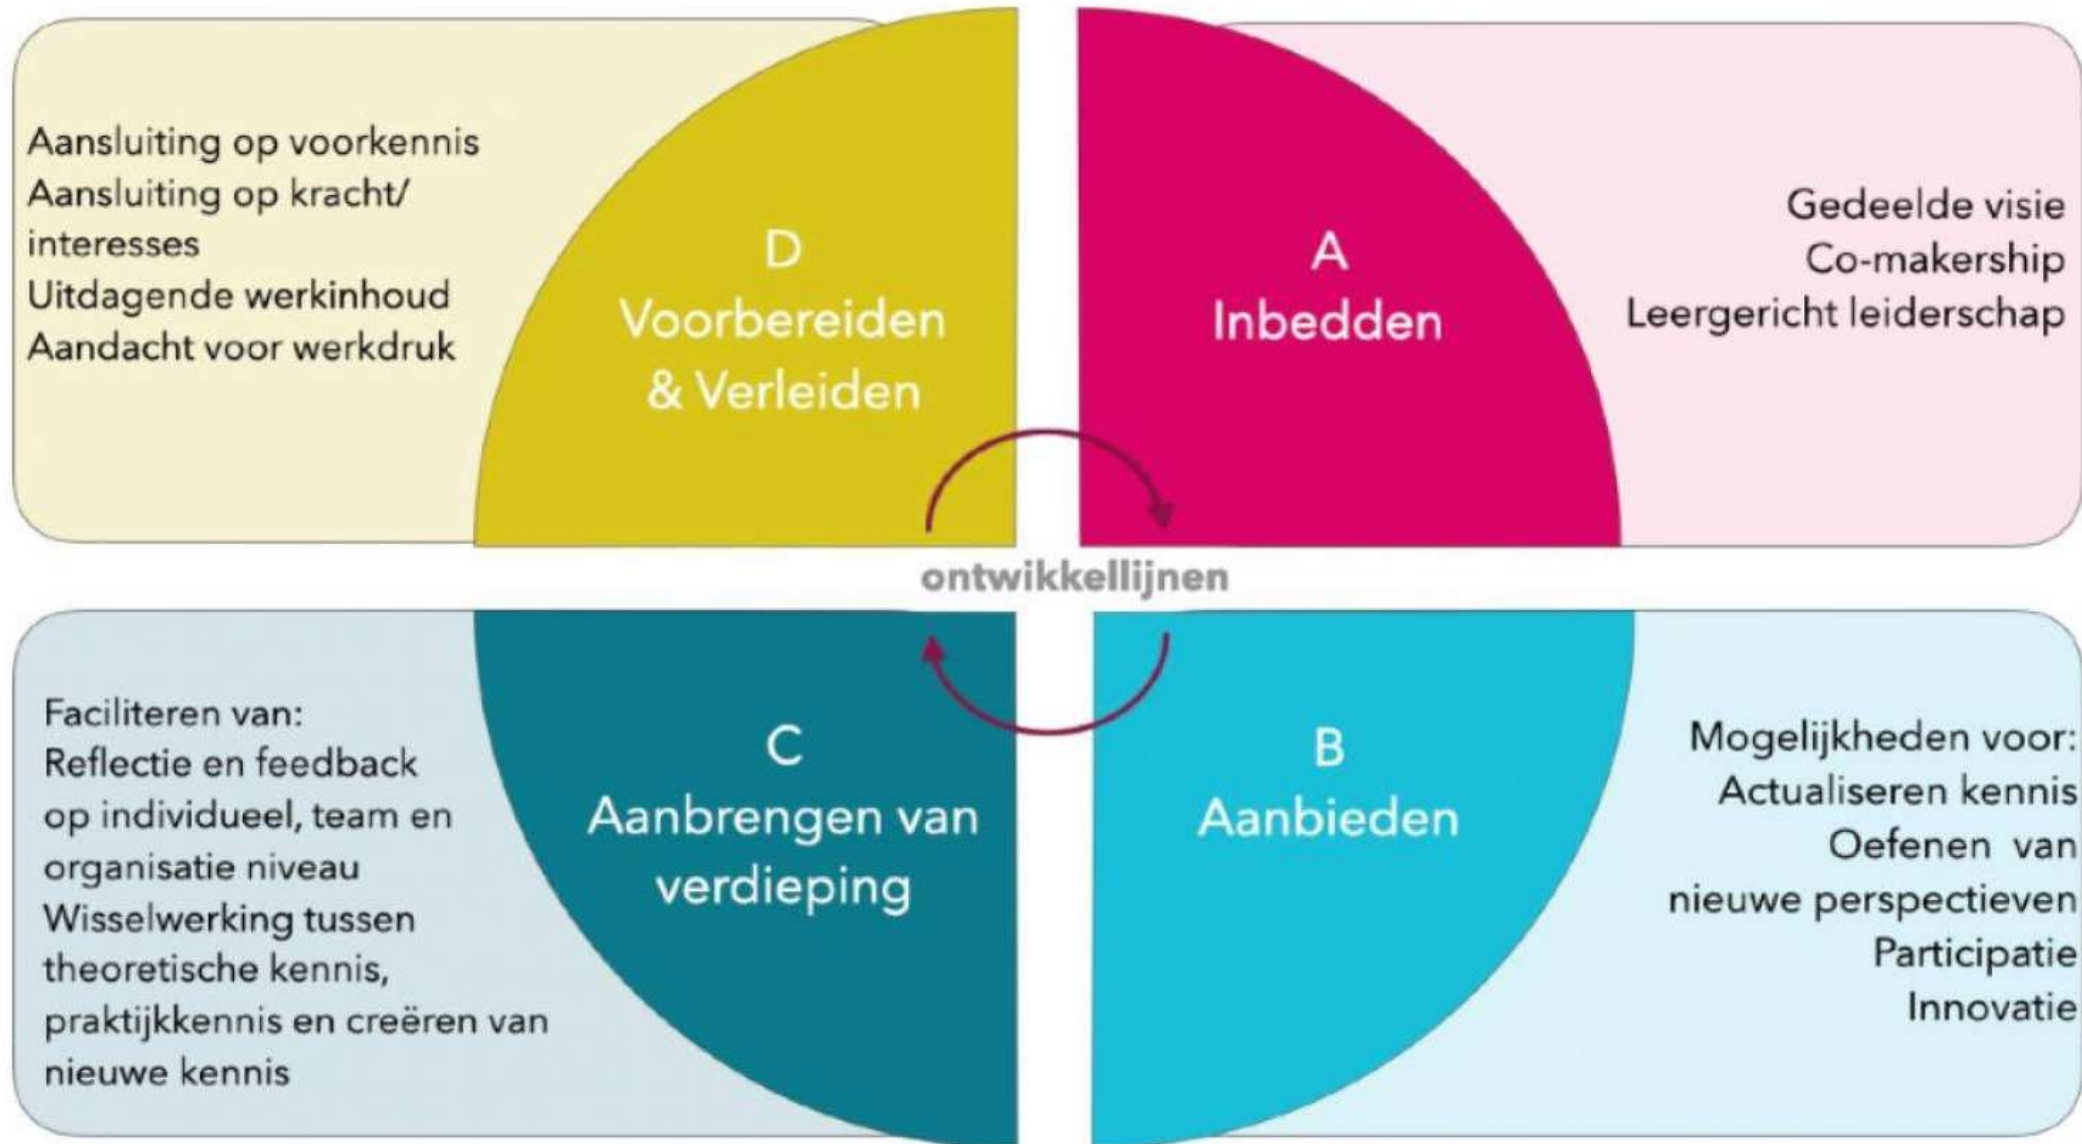 Aansluiting op voorkennis
Aansluiting op kracht/
interesses
Uitdagende werkinhoud
Aandacht voor werkdruk
D
Voorbereiden
& Verleiden
A
Inbedden
Gedeelde visie
Co-makership
Leergericht leiderschap
ontwikkellijnen
Faciliteren van:
Reflectie en feedback
op individueel, team en
organisatie niveau
Wisselwerking tussen
theoretische kennis,
praktijkkennis en creëren van
nieuwe kennis
C
Aanbrengen van
verdieping
B
Aanbieden
Mogelijkheden voor:
Actualiseren kennis
Oefenen van
nieuwe perspectieven
Participatie
Innovatie